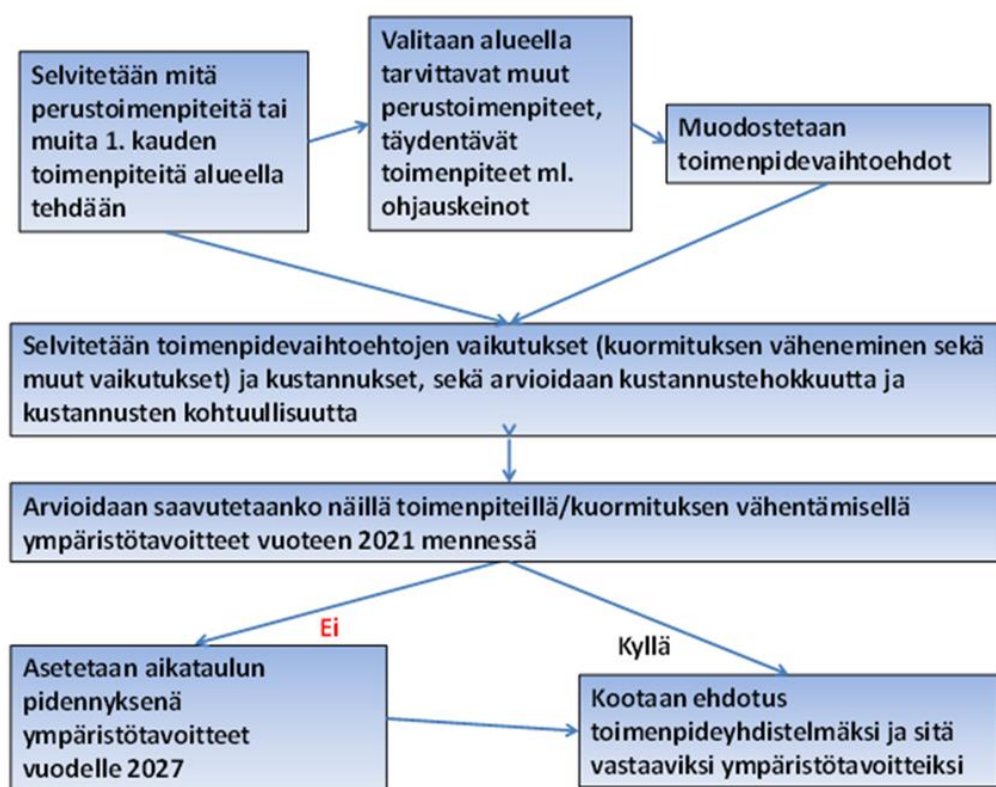 Selvitetään mitä
perustoimenpiteitä tai
muita 1. kauden
toimenpiteitä alueella
tehdään
Valitaan alueella
tarvittavat muut
perustoimenpiteet,
täydentävät
toimenpiteet ml.
ohjauskeinot
Muodostetaan
toimenpidevaihtoehdot
Selvitetään toimenpidevaihtoehtojen vaikutukset (kuormituksen väheneminen sekä
muut vaikutukset) ja kustannukset, sekä arvioidaan kustannustehokkuutta ja
kustannusten kohtuullisuutta
Arvioidaan saavutetaanko näillä toimenpiteillä/kuormituksen vähentämisellä
ympäristötavoitteet vuoteen 2021 mennessä
Ei
Kyllä
Asetetaan aikataulun
pidennyksenä
ympäristötavoitteet
vuodelle 2027
Kootaan ehdotus
toimenpideyhdistelmäksi ja sitä
vastaaviksi ympäristötavoitteiksi